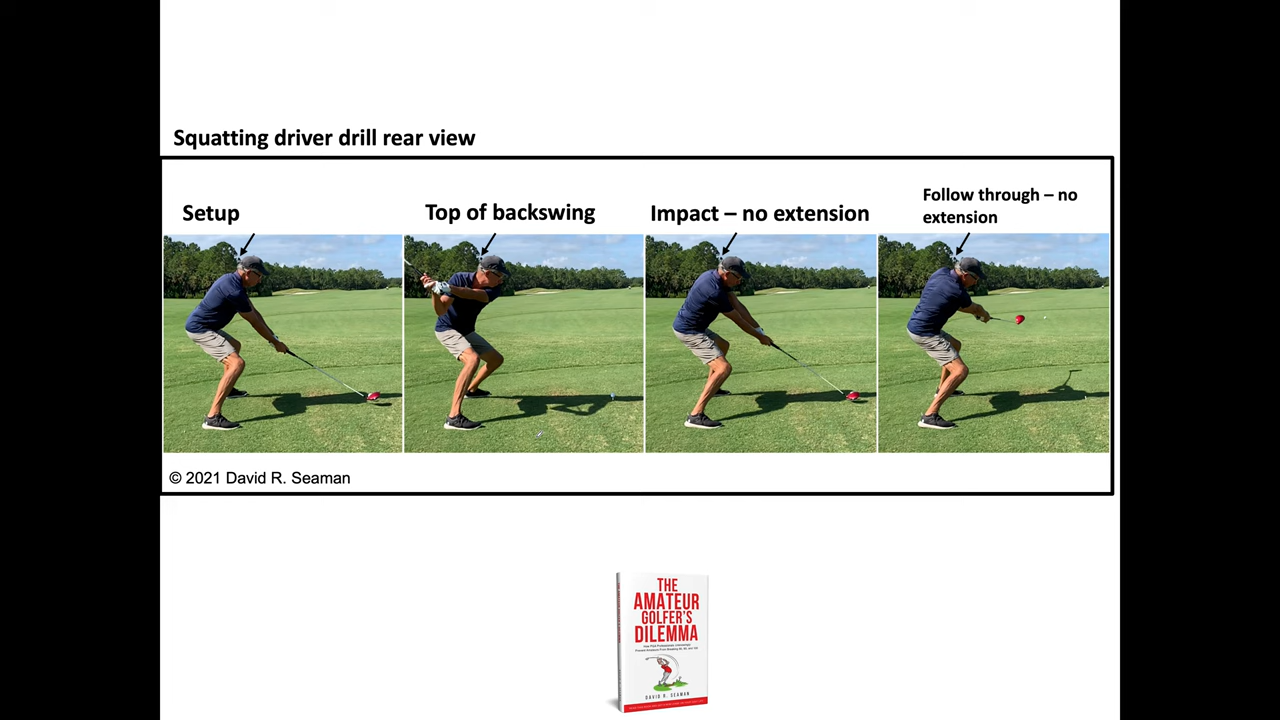 Squatting driver drill rear view
Setup
Top of backswing
Impact – no extension
Follow through – no
extension
© 2021 David R. Seaman
THE
AMATEUR
GOLFER'S
DILEMMA
DAVID R. SEAMAN